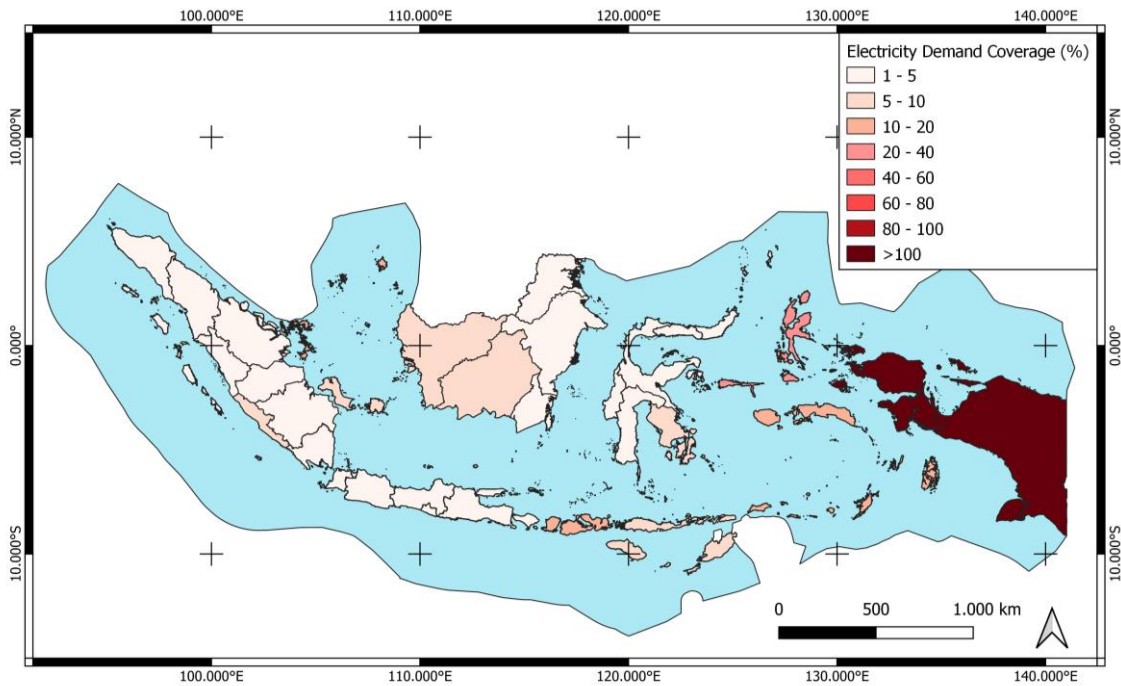 100.000°E 110.000°E 120.000°E 130.000°E 140.000°E
Electricity Demand Coverage (%)
1 - 5
5 - 10
10 - 20
20 - 40
40 - 60
60 - 80
80 - 100
>100
10.000°N 10.000°N
0.000° 0.000°
10.000°S 10.000°S
0 500 1.000 km
100.000°E 110.000°E 120.000°E 130.000°E 140.000°E